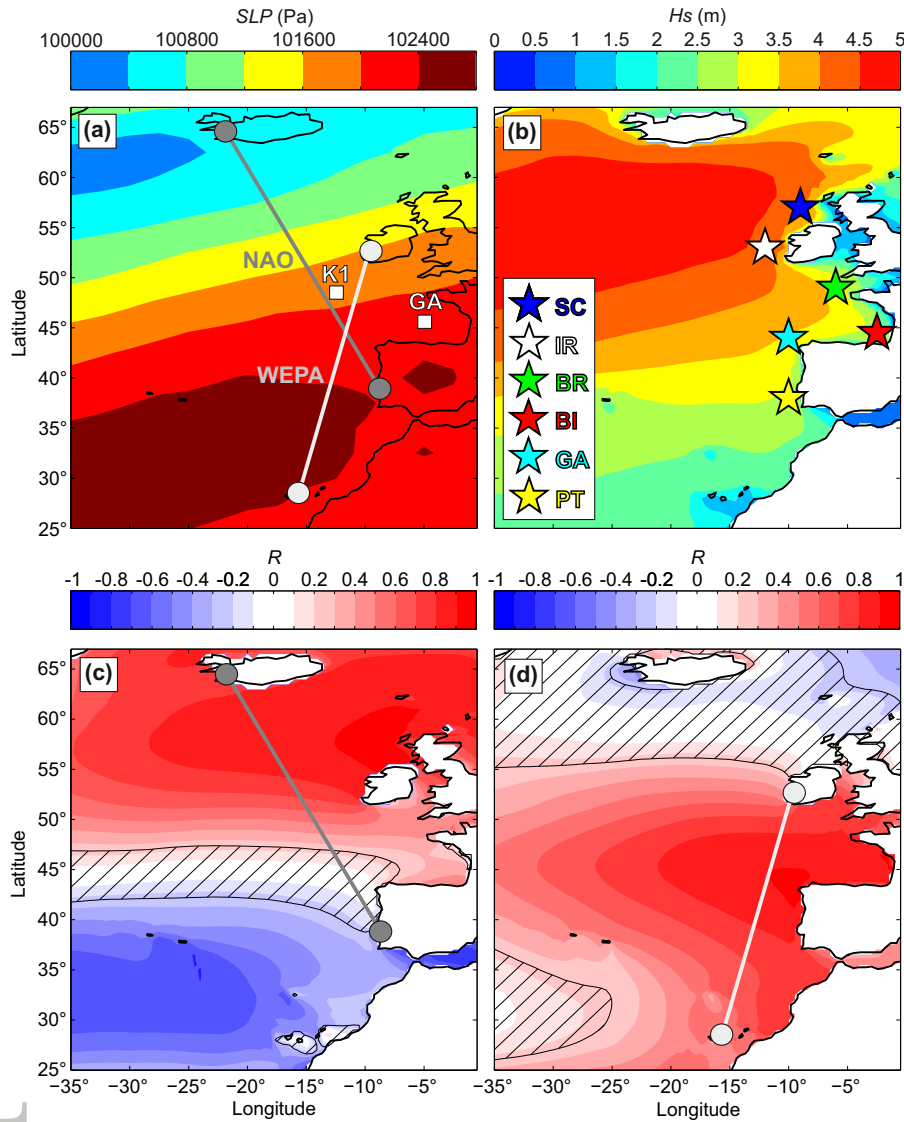 SLP (Pa)
100000 100800 101600 102400
Hs (m)
0 0.5 1 1.5 2 2.5 3 3.5 4 4.5 5
(a)
NAO
K1
GA
WEPA
Latitude
65°
60°
55°
50°
45°
40°
35°
30°
25°
(b)
SC
IR
BR
BI
GA
PT
R
-1 -0.8 -0.6 -0.4 -0.2 0 0.2 0.4 0.6 0.8 1
R
-1 -0.8 -0.6 -0.4 -0.2 0 0.2 0.4 0.6 0.8 1
(c)
Latitude
65°
60°
55°
50°
45°
40°
35°
30°
25°
−35° −30° −25° −20° −15° −10° −5°
Longitude
(d)
−35° −30° −25° −20° −15° −10° −5°
Longitude